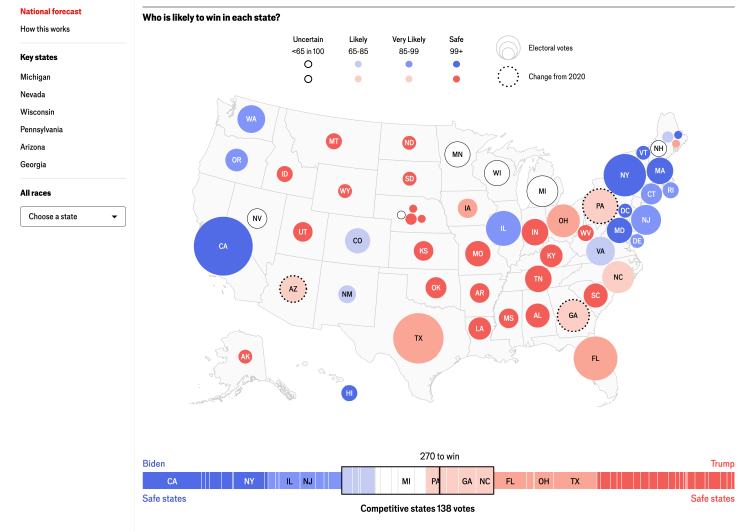 National forecast
How this works
Key states
Michigan
Nevada
Wisconsin
Pennsylvania
Arizona
Georgia
All races
Choose a state
Who is likely to win in each state?
Uncertain Likely Very Likely Safe
<65 in 100 65-85 85-99 99+
Electoral votes
Change from 2020
WA
MT
ND
MN
VT
NH
OR
ID
SD
WI
NY
MA
WY
MI
CT
RI
NV
IA
PA
DC
NJ
CA
UT
CO
IL
IN
OH
WV
MD
DE
KS
MO
KY
VA
AZ
NM
OK
AR
TN
NC
SC
TX
LA
MS
AL
GA
AK
FL
HI
270 to win
Biden Trump
CA NY IL NJ MI PA GA NC FL OH TX
Safe states Safe states
Competitive states 138 votes